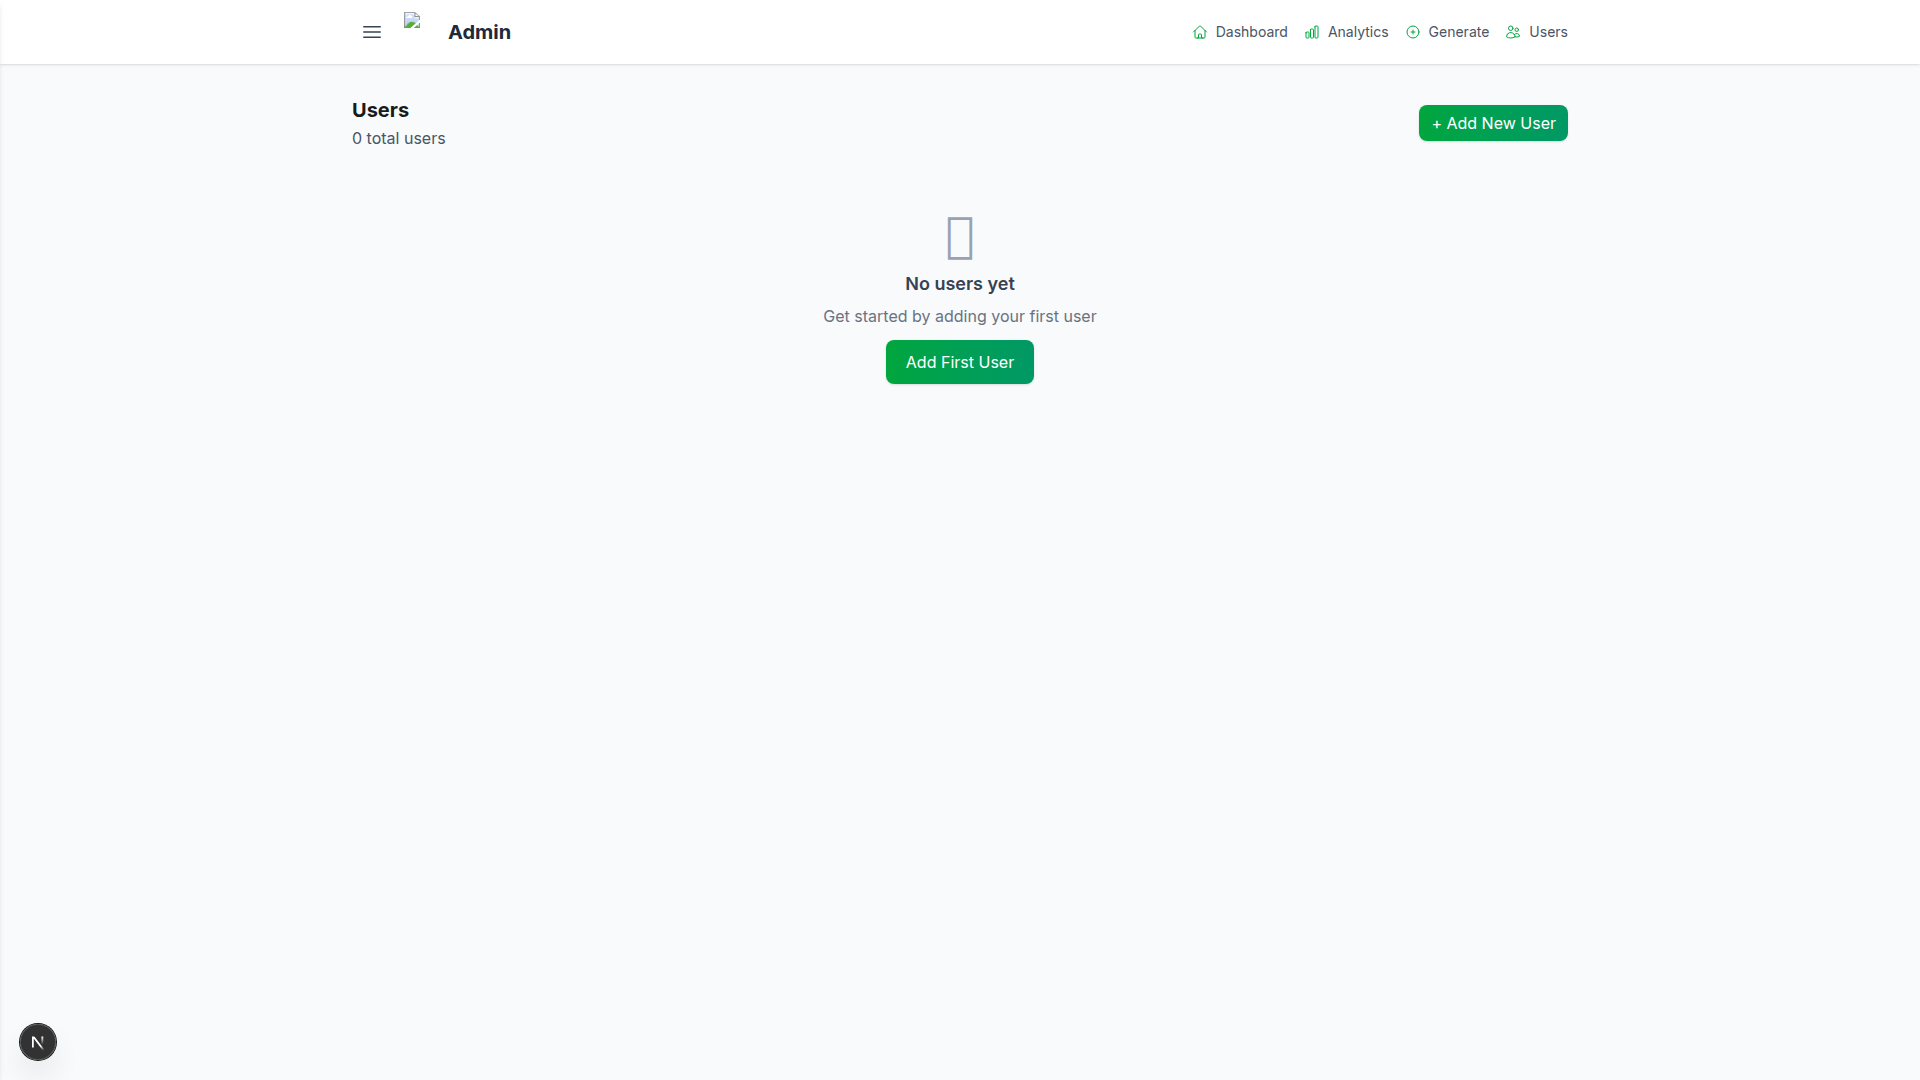 Admin
Dashboard
Analytics
Generate
Users
Users
0 total users
+ Add New User
No users yet
Get started by adding your first user
Add First User
N